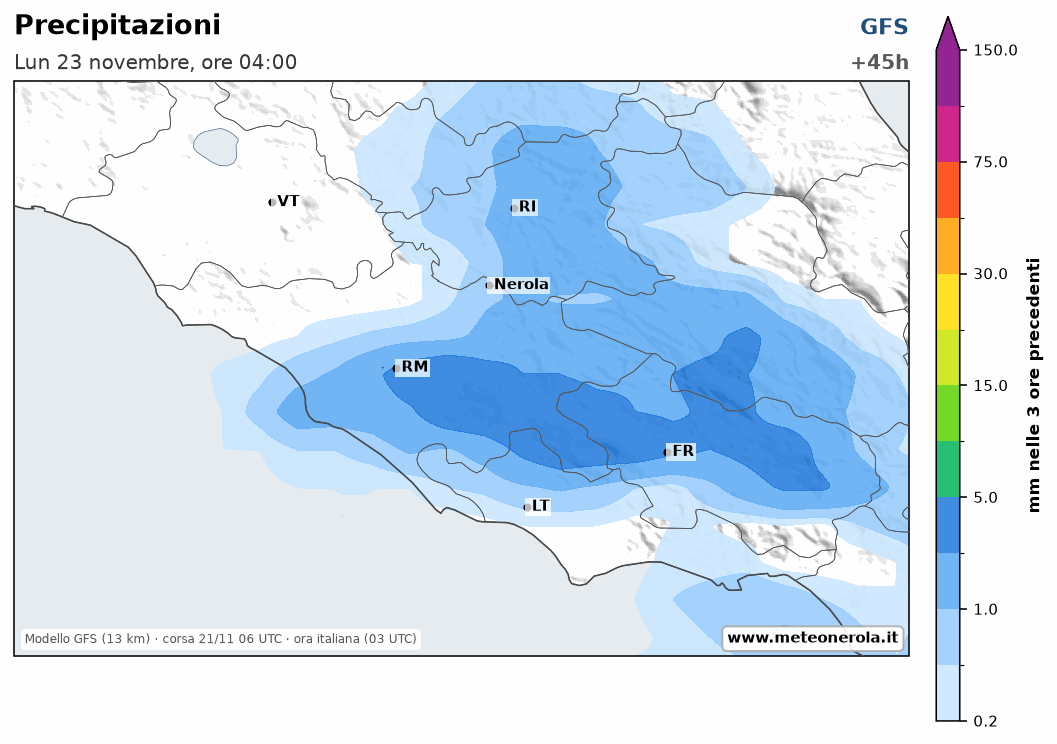 Precipitazioni
GFS
Lun 23 novembre, ore 04:00
+45h
150.0
75.0
30.0
15.0
5.0
1.0
0.2
mm nelle 3 ore precedenti
VT
RI
Nerola
RM
FR
LT
Modello GFS (13 km) · corsa 21/11 06 UTC · ora italiana (03 UTC)
www.meteonerola.it